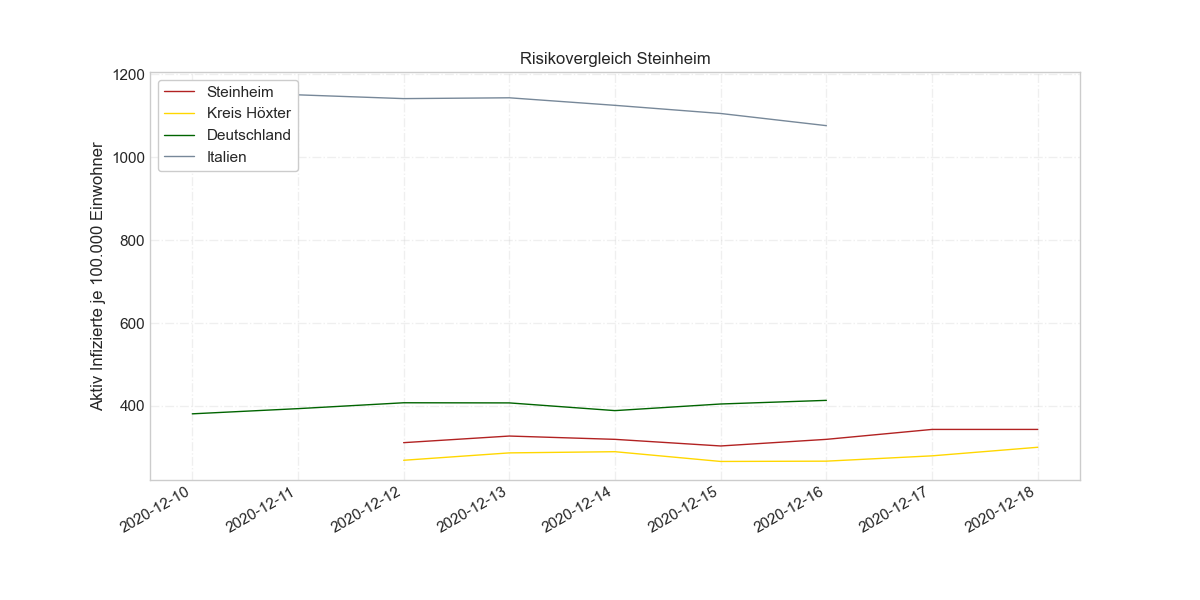 Risikovergleich Steinheim
Steinheim
Kreis Höxter
Deutschland
Italien
Aktiv Infizierte je 100.000 Einwohner
1200
1000
800
600
400
2020-12-10
2020-12-11
2020-12-12
2020-12-13
2020-12-14
2020-12-15
2020-12-16
2020-12-17
2020-12-18